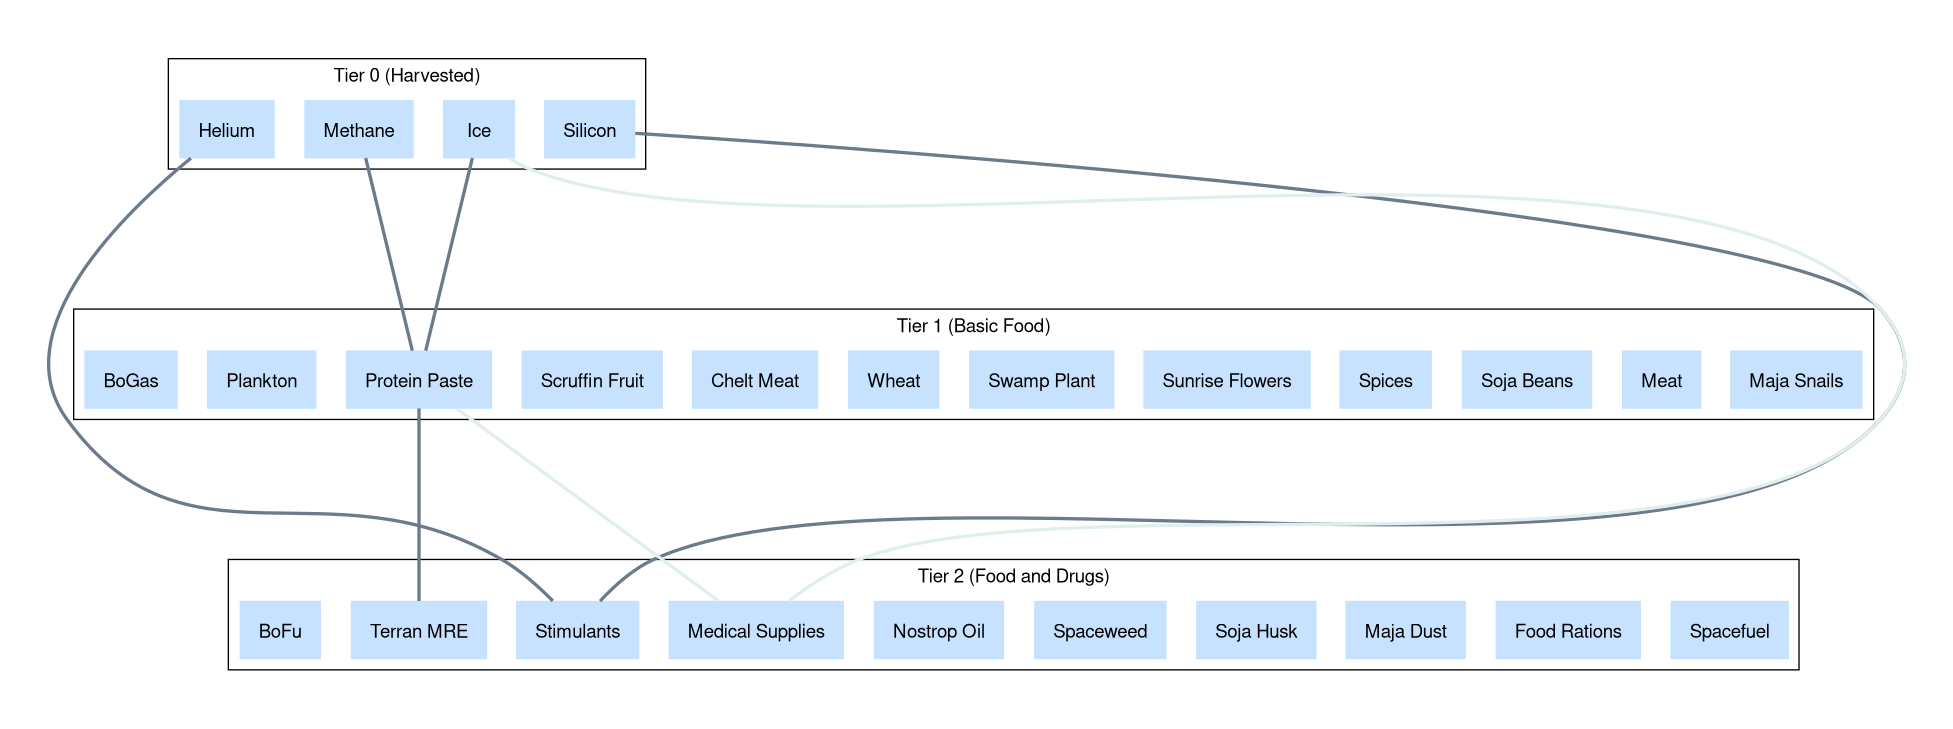 Tier 0 (Harvested)
Helium
Methane
Ice
Silicon
Tier 1 (Basic Food)
BoGas
Plankton
Protein Paste
Scruffin Fruit
Chelt Meat
Wheat
Swamp Plant
Sunrise Flowers
Spices
Soja Beans
Meat
Maja Snails
Tier 2 (Food and Drugs)
BoFu
Terran MRE
Stimulants
Medical Supplies
Nostrop Oil
Spaceweed
Soja Husk
Maja Dust
Food Rations
Spacefuel